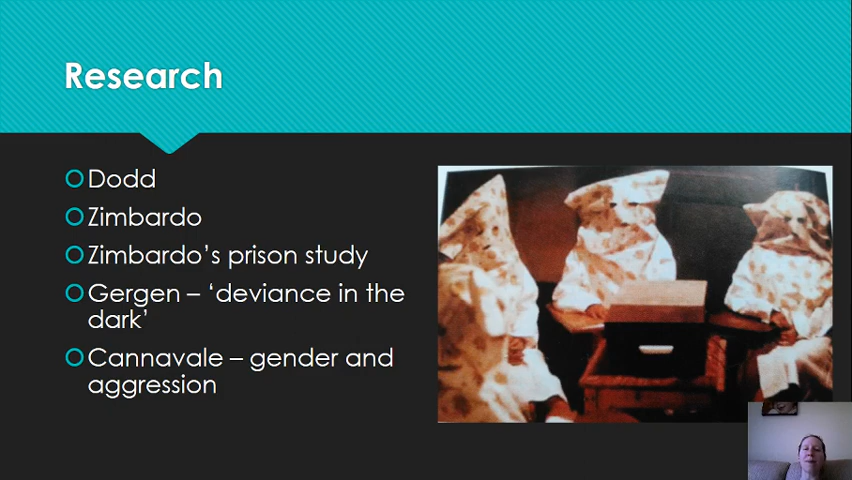 Research
Dodd
Zimbardo
Zimbardo’s prison study
Gergen – ‘deviance in the
dark’
Cannavale – gender and
aggression